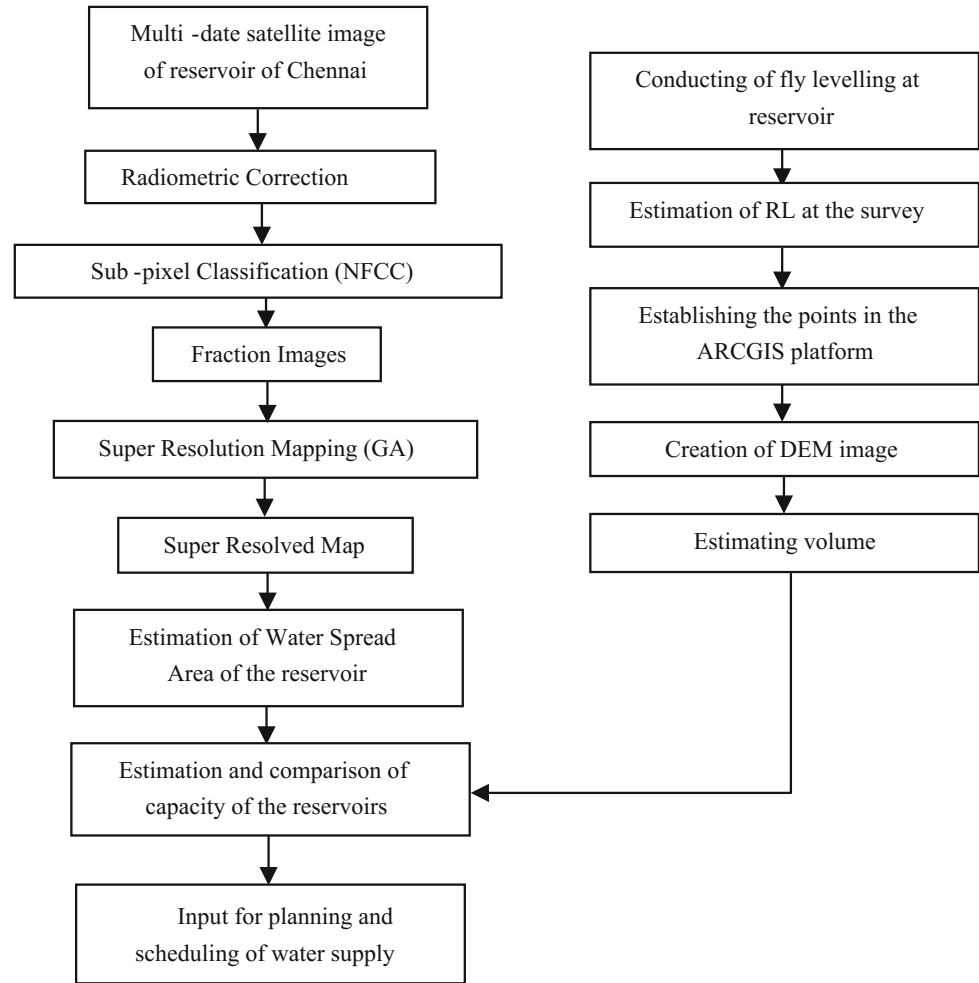 Multi -date satellite image
of reservoir of Chennai
Radiometric Correction
Sub -pixel Classification (NFCC)
Fraction Images
Super Resolution Mapping (GA)
Super Resolved Map
Estimation of Water Spread
Area of the reservoir
Estimation and comparison of
capacity of the reservoirs
Input for planning and
scheduling of water supply
Conducting of fly levelling at
reservoir
Estimation of RL at the survey
Establishing the points in the
ARCGIS platform
Creation of DEM image
Estimating volume